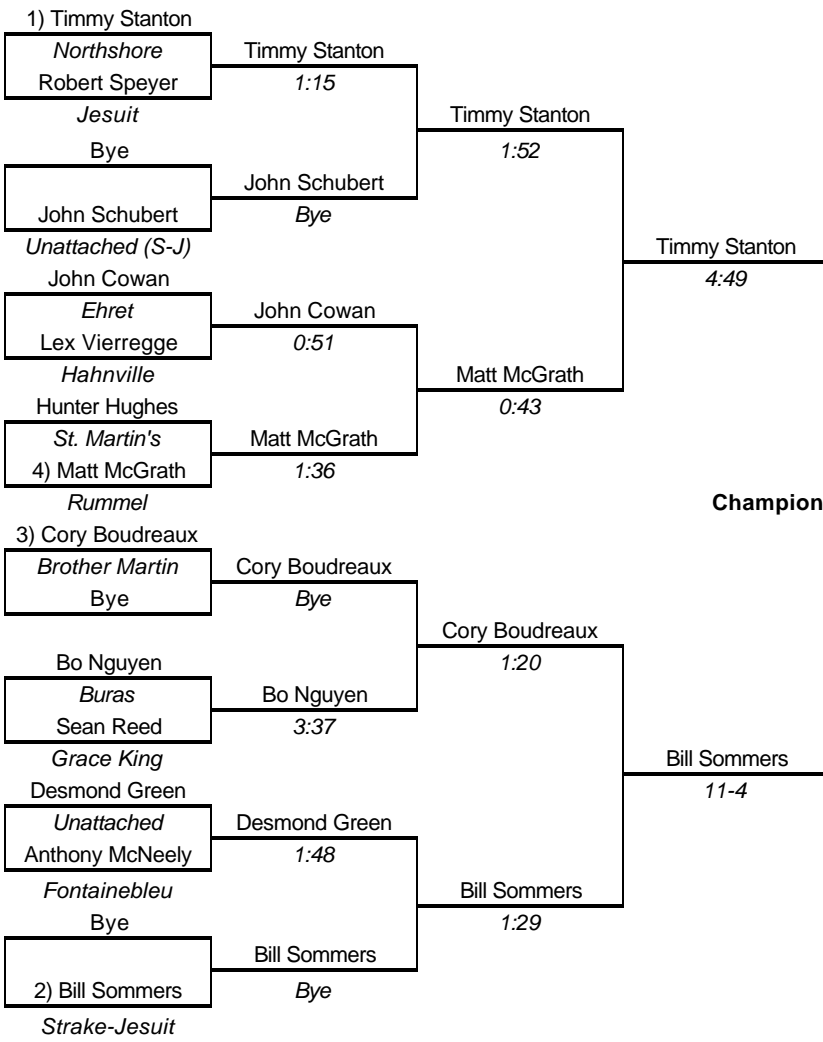 1) Timmy Stanton
Northshore Timmy Stanton
Robert Speyer 1:15
Jesuit Timmy Stanton
Bye 1:52
John Schubert
John Schubert Bye
Unattached (S-J) Timmy Stanton
John Cowan 4:49
Ehret John Cowan
Lex Vierregge 0:51
Hahnville Matt McGrath
Hunter Hughes 0:43
St. Martin's Matt McGrath
4) Matt McGrath 1:36
Rummel Champion
3) Cory Boudreaux
Brother Martin Cory Boudreaux
Bye Bye
Cory Boudreaux
Bo Nguyen 1:20
Buras Bo Nguyen
Sean Reed 3:37
Grace King Bill Sommers
Desmond Green 11-4
Unattached Desmond Green
Anthony McNeely 1:48
Fontainebleu Bill Sommers
Bye 1:29
Bill Sommers
2) Bill Sommers Bye
Strake-Jesuit